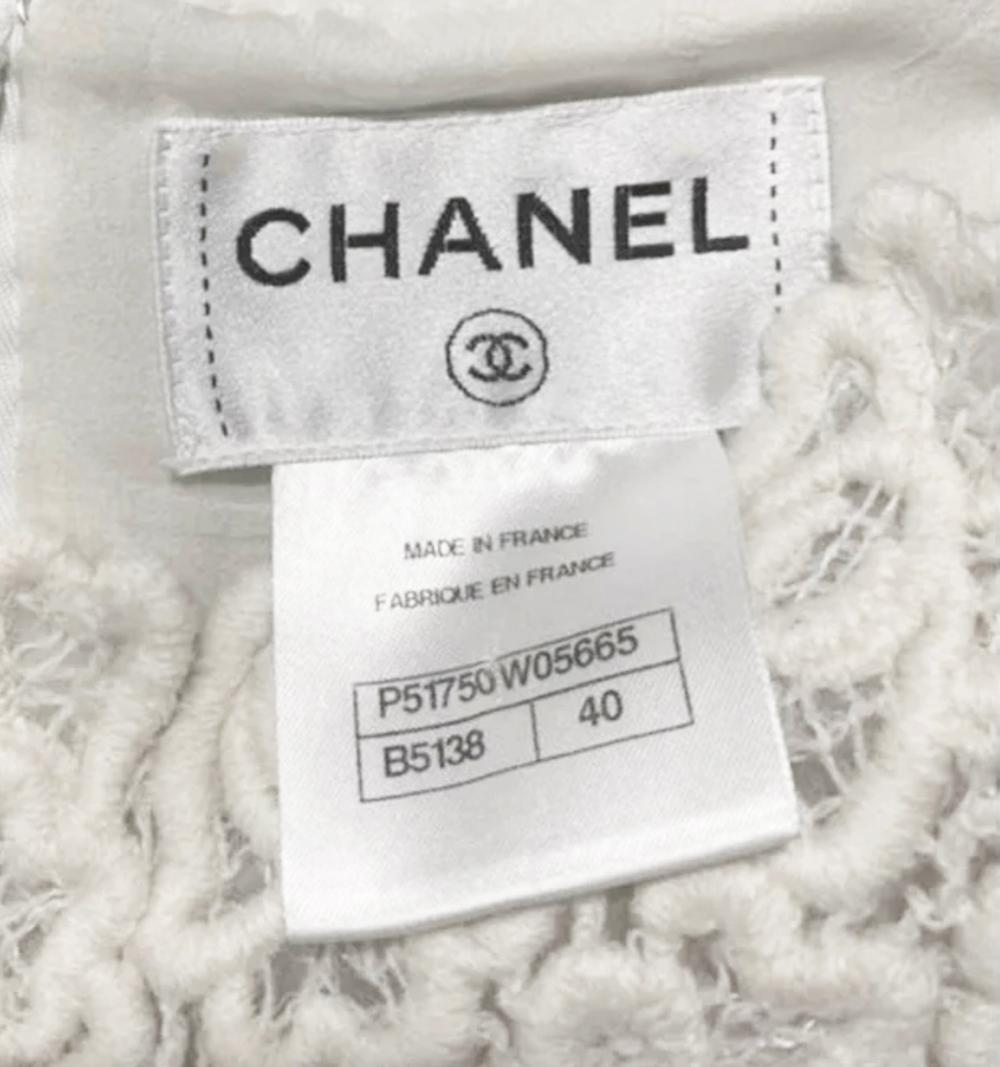 CHANEL
MADE IN FRANCE
FABRIQUE EN FRANCE
P51750 W05665
B5138 40